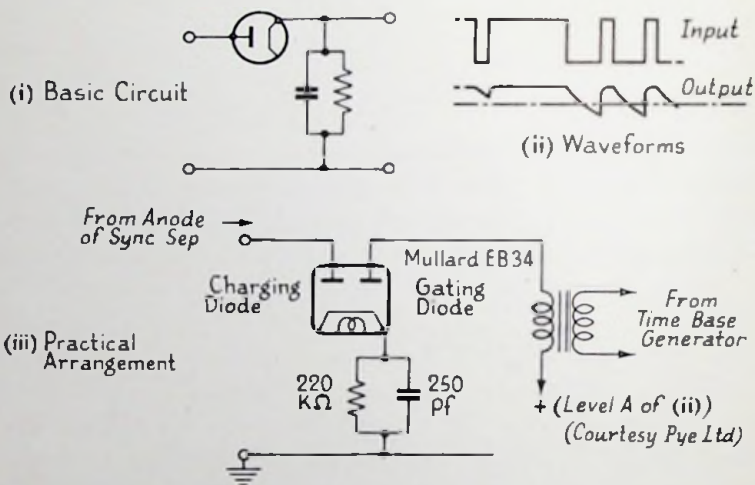 (i) Basic Circuit
Input
Output
(ii) Waveforms
From Anode
of Sync Sep
Mullard EB34
Charging
Diode
Gating
Diode
(iii) Practical
Arrangement
220
KΩ
250
pf
From
Time Base
Generator
+ (Level A of (ii))
(Courtesy Pye Ltd)